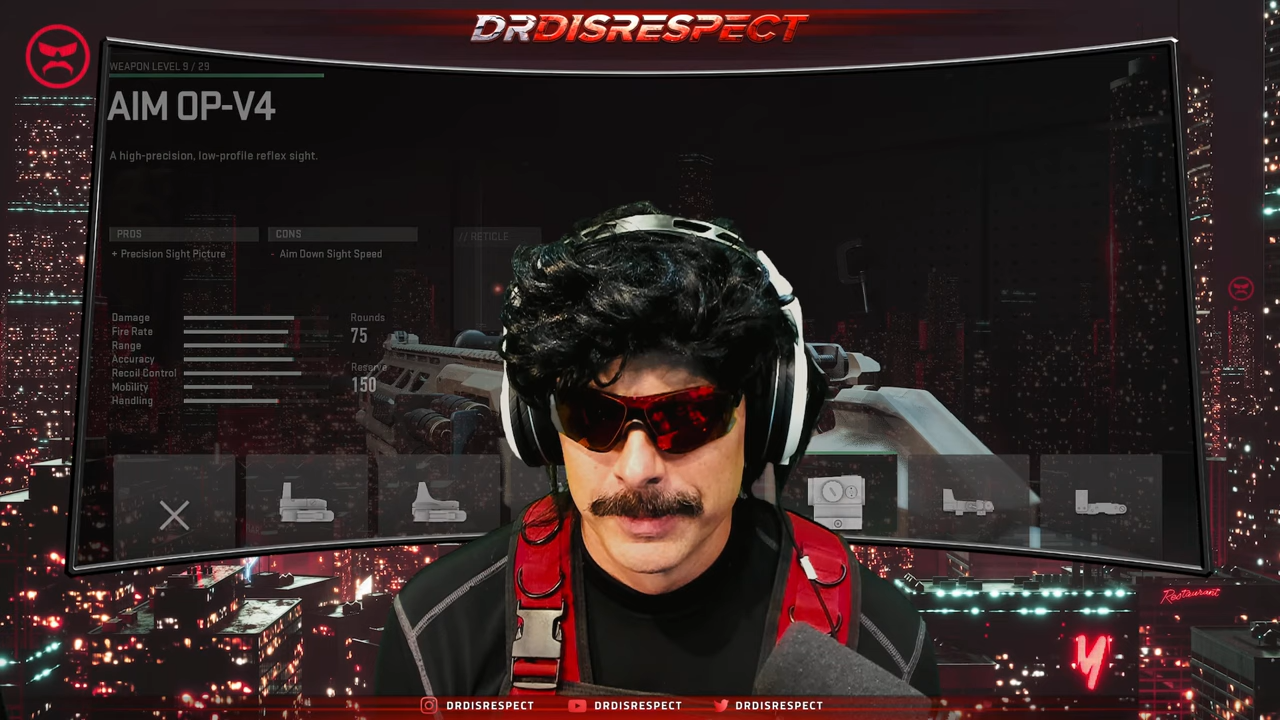 DRDISRESPECT
WEAPON LEVEL 9 / 29
AIM OP-V4
A high-precision, low-profile reflex sight.
PROS
CONS
// RETICLE
+ Precision Sight Picture
- Aim Down Sight Speed
Damage
Fire Rate
Range
Accuracy
Recoil Control
Mobility
Handling
Rounds
75
Reserve
150
Restaurant
DRDISRESPECT
DRDISRESPECT
DRDISRESPECT